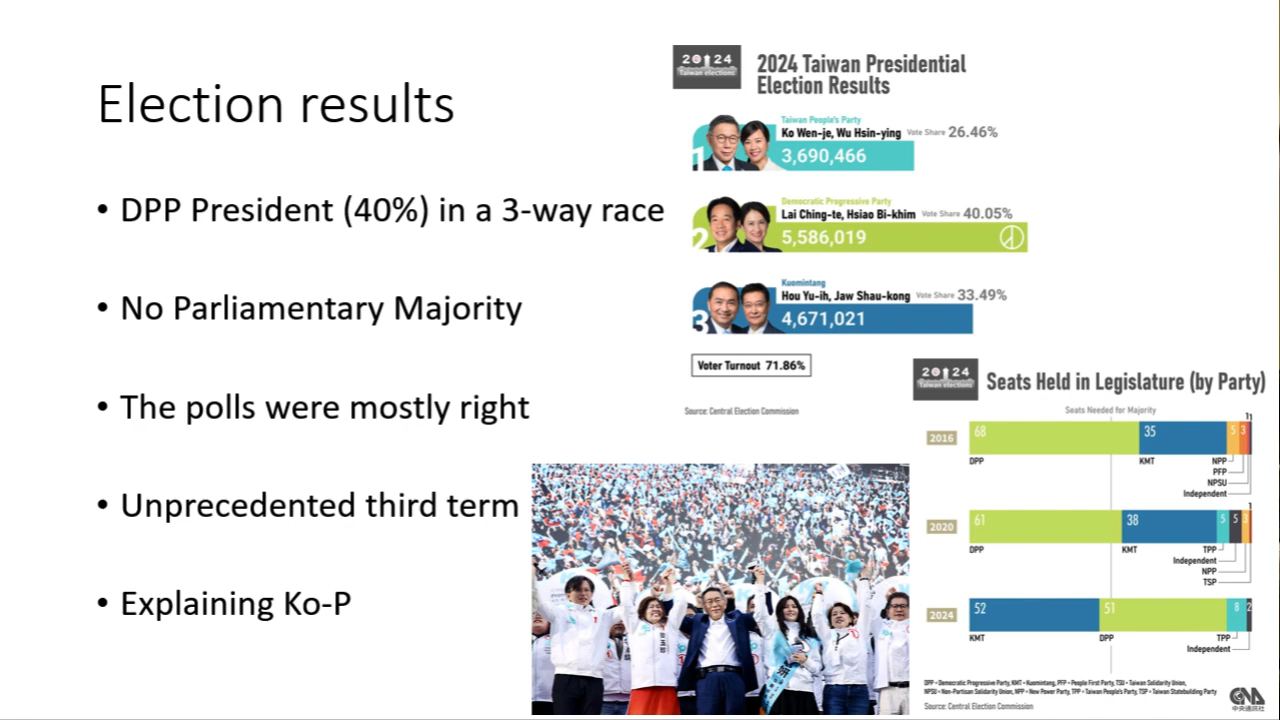 Election results
• DPP President (40%) in a 3-way race
• No Parliamentary Majority
• The polls were mostly right
• Unprecedented third term
• Explaining Ko-P
2024
Taiwan elections
2024 Taiwan Presidential
Election Results
1
Taiwan People's Party
Ko Wen-je, Wu Hsin-ying Vote Share 26.46%
3,690,466
2
Democratic Progressive Party
Lai Ching-te, Hsiao Bi-khim Vote Share 40.05%
5,586,019
3
Kuomintang
Hou Yu-ih, Jaw Shau-kong Vote Share 33.49%
4,671,021
Voter Turnout 71.86%
Source: Central Election Commission
2024
Taiwan elections
Seats Held in Legislature (by Party)
Seats Needed for Majority
2016
68 35 5 3 1 1
DPP KMT NPP
PFP
NPSU
Independent
2020
61 38 5 5 3 1
DPP KMT TPP
Independent
NPP
TSP
2024
52 51 8 2
KMT DPP TPP
Independent
DPP - Democratic Progressive Party, KMT - Kuomintang, PFP - People First Party, TSU - Taiwan Solidarity Union,
NPSU - Non-Partisan Solidarity Union, NPP - New Power Party, TPP - Taiwan People's Party, TSP - Taiwan Statebuilding Party
Source: Central Election Commission
CNA
中央通訊社